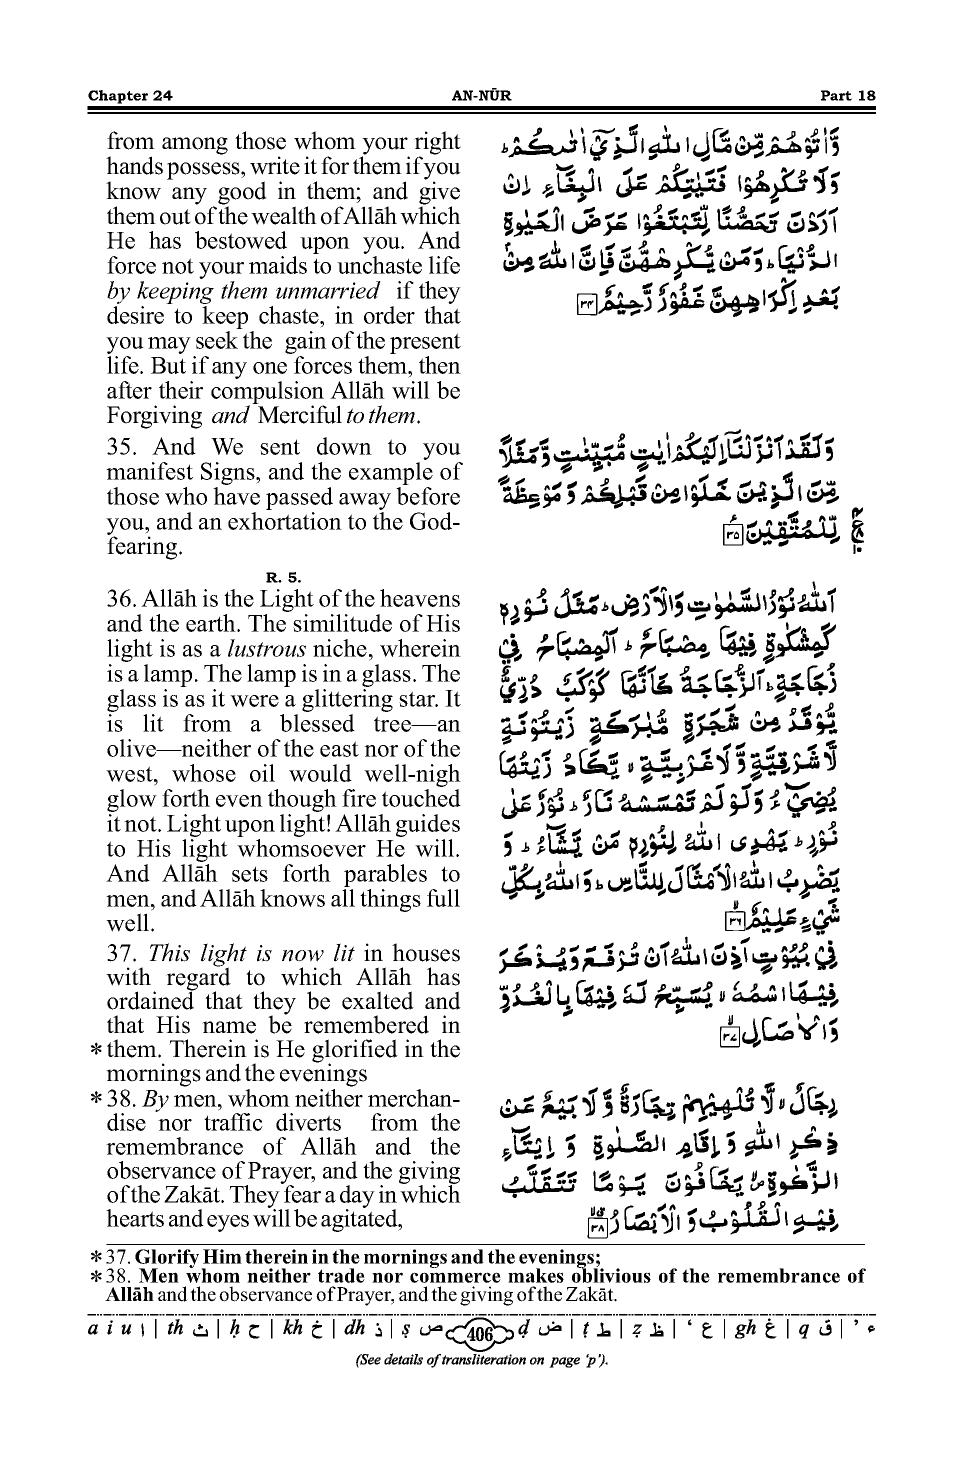 Chapter 24 AN-NŪR Part 18
from among those whom your right
hands possess, write it for them if you
know any good in them; and give
them out of the wealth of Allāh which
He has bestowed upon you. And
force not your maids to unchaste life
by keeping them unmarried if they
desire to keep chaste, in order that
you may seek the gain of the present
life. But if any one forces them, then
after their compulsion Allāh will be
Forgiving and Merciful to them.
وَّاٰتُوْهُمْ مِّنْ مَّالِ اللّٰهِ الَّذِيْٓ اٰتٰىكُمْ ؕ
وَلَا تُكْرِهُوْا فَتَيٰتِكُمْ عَلَى الْبِغَآءِ اِنْ
اَرَدْنَ تَحَصُّنًا لِّتَبْتَغُوْا عَرَضَ الْحَيٰوةِ
الدُّنْيَا ؕ وَمَنْ يُّكْرِهْهُّنَّ فَاِنَّ اللّٰهَ مِنْۢ
بَعْدِ اِكْرَاهِهِنَّ غَفُوْرٌ رَّحِيْمٌ ۳۴
35. And We sent down to you
manifest Signs, and the example of
those who have passed away before
you, and an exhortation to the God-
fearing.
وَلَقَدْ اَنْزَلْنَآ اِلَيْكُمْ اٰيٰتٍ مُّبَيِّنٰتٍ وَّمَثَلًا
مِّنَ الَّذِيْنَ خَلَوْا مِنْ قَبْلِكُمْ وَ مَوْعِظَةً
لِّلْمُتَّقِيْنَ ۳۵
R. 5.
36. Allāh is the Light of the heavens
and the earth. The similitude of His
light is as a lustrous niche, wherein
is a lamp. The lamp is in a glass. The
glass is as it were a glittering star. It
is lit from a blessed tree—an
olive—neither of the east nor of the
west, whose oil would well-nigh
glow forth even though fire touched
it not. Light upon light! Allāh guides
to His light whomsoever He will.
And Allāh sets forth parables to
men, and Allāh knows all things full
well.
اَللّٰهُ نُوْرُ السَّمٰوٰتِ وَالْاَرْضِ ؕ مَثَلُ نُوْرِهٖ
كَمِشْكٰوةٍ فِيْهَا مِصْبَاحٌ ؕ اَلْمِصْبَاحُ فِيْ
زُجَاجَةٍ ؕ اَلزُّجَاجَةُ كَاَنَّهَا كَوْكَبٌ دُرِّيٌّ
يُّوْقَدُ مِنْ شَجَرَةٍ مُّبٰرَكَةٍ زَيْتُوْنَةٍ
لَّا شَرْقِيَّةٍ وَّلَا غَرْبِيَّةٍ ۙ يَّكَادُ زَيْتُهَا
يُضِيْٓءُ وَلَوْ لَمْ تَمْسَسْهُ نَارٌ ؕ نُوْرٌ عَلٰى
نُوْرٍ ؕ يَهْدِى اللّٰهُ لِنُوْرِهٖ مَنْ يَّشَآءُ ؕ وَ
يَضْرِبُ اللّٰهُ الْاَمْثَالَ لِلنَّاسِ ؕ وَاللّٰهُ بِكُلِّ
شَيْءٍ عَلِيْمٌ ۳۶
37. This light is now lit in houses
with regard to which Allāh has
ordained that they be exalted and
that His name be remembered in
* them. Therein is He glorified in the
mornings and the evenings
فِيْ بُيُوْتٍ اَذِنَ اللّٰهُ اَنْ تُرْفَعَ وَيُذْكَرَ
فِيْهَا اسْمُهٗ ۙ يُسَبِّحُ لَهٗ فِيْهَا بِالْغُدُوِّ
وَالْاٰصَالِ ۳۷
* 38. By men, whom neither merchan-
dise nor traffic diverts from the
remembrance of Allāh and the
observance of Prayer, and the giving
of the Zakāt. They fear a day in which
hearts and eyes will be agitated,
رِجَالٌ ۙ لَّا تُلْهِيْهِمْ تِجَارَةٌ وَّ لَا بَيْعٌ عَنْ
ذِكْرِ اللّٰهِ وَ اِقَامِ الصَّلٰوةِ وَ اِيْتَآءِ
الزَّكٰوةِ ۙ يَخَافُوْنَ يَوْمًا تَتَقَلَّبُ
فِيْهِ الْقُلُوْبُ وَ الْاَبْصَارُ ۳۸
* 37. Glorify Him therein in the mornings and the evenings;
* 38. Men whom neither trade nor commerce makes oblivious of the remembrance of
Allāh and the observance of Prayer, and the giving of the Zakāt.
a i u ا | th ث | ḥ ح | kh خ | dh ذ | ṣ ص 406 ḍ ض | ṭ ط | ẓ ظ | ‘ ع | gh غ | q ق | ’ ء
(See details of transliteration on page ‘p’).